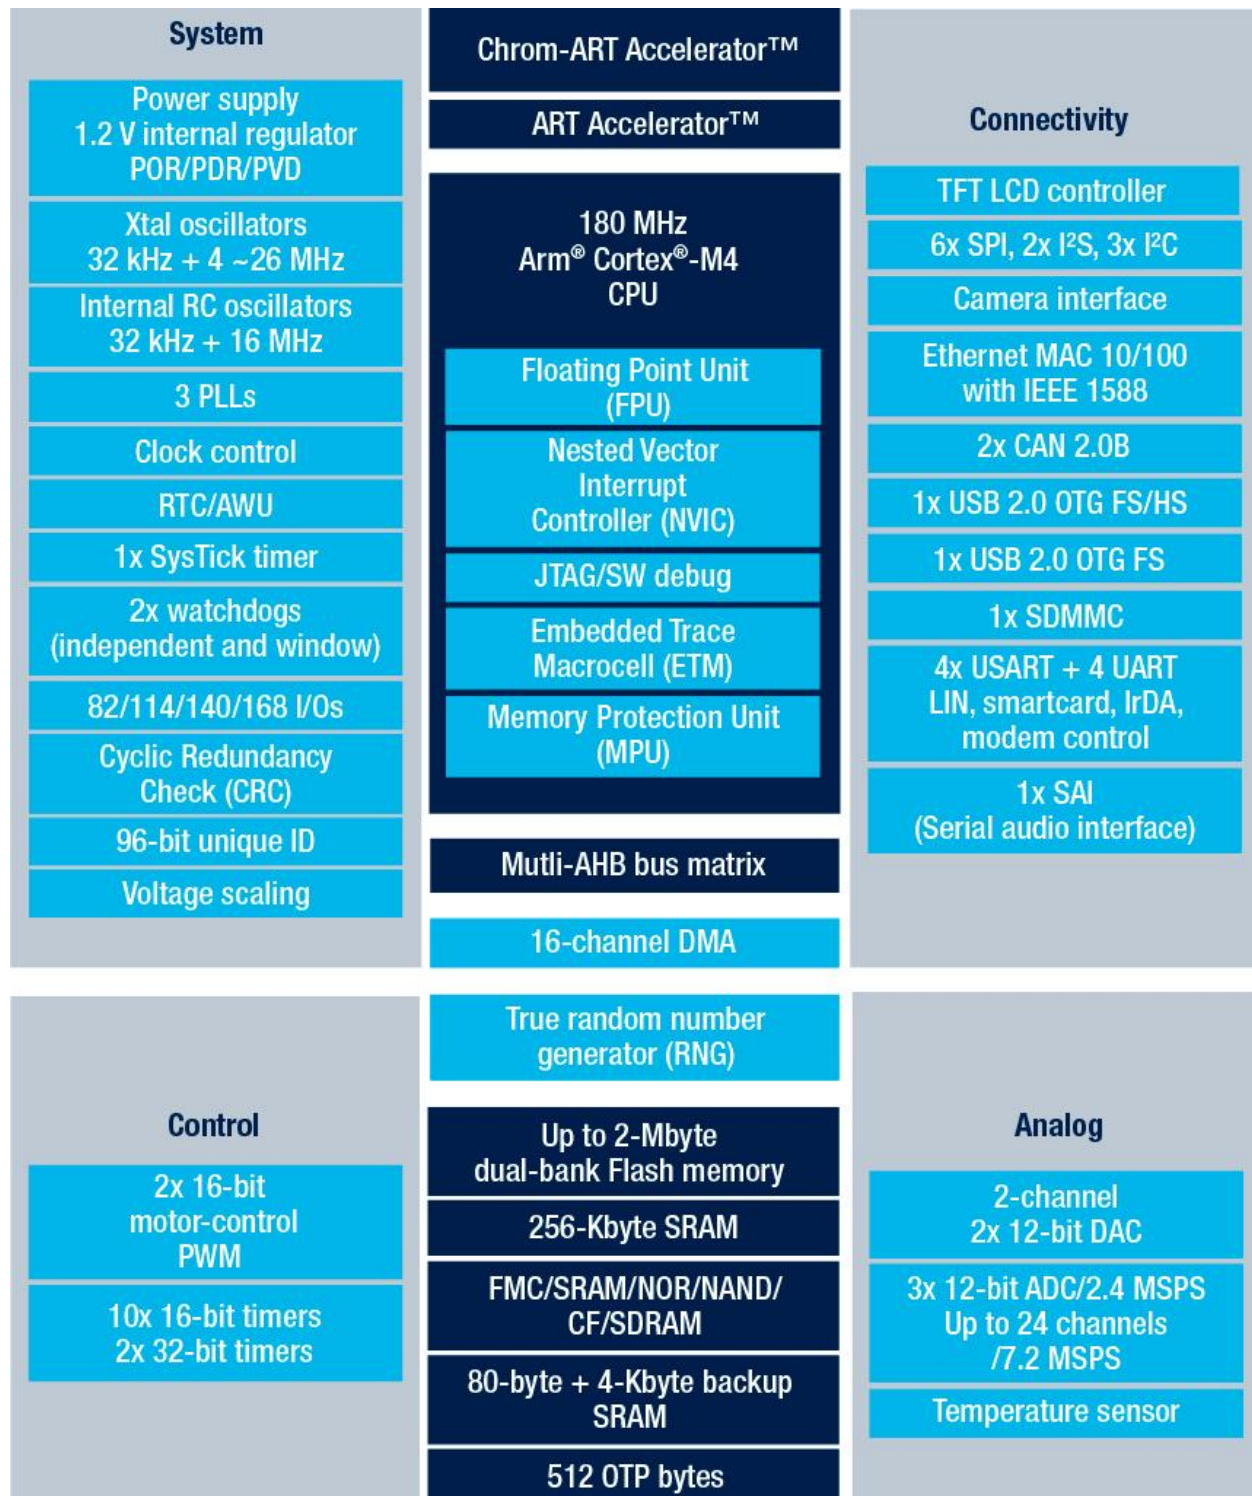 System
Power supply
1.2 V internal regulator
POR/PDR/PVD
Xtal oscillators
32 kHz + 4 ~26 MHz
Internal RC oscillators
32 kHz + 16 MHz
3 PLLs
Clock control
RTC/AWU
1x SysTick timer
2x watchdogs
(independent and window)
82/114/140/168 I/Os
Cyclic Redundancy
Check (CRC)
96-bit unique ID
Voltage scaling
Chrom-ART Accelerator™
ART Accelerator™
180 MHz
Arm® Cortex®-M4
CPU
Floating Point Unit
(FPU)
Nested Vector
Interrupt
Controller (NVIC)
JTAG/SW debug
Embedded Trace
Macrocell (ETM)
Memory Protection Unit
(MPU)
Mutli-AHB bus matrix
16-channel DMA
True random number
generator (RNG)
Up to 2-Mbyte
dual-bank Flash memory
256-Kbyte SRAM
FMC/SRAM/NOR/NAND/
CF/SDRAM
80-byte + 4-Kbyte backup
SRAM
512 OTP bytes
Connectivity
TFT LCD controller
6x SPI, 2x I²S, 3x I²C
Camera interface
Ethernet MAC 10/100
with IEEE 1588
2x CAN 2.0B
1x USB 2.0 OTG FS/HS
1x USB 2.0 OTG FS
1x SDMMC
4x USART + 4 UART
LIN, smartcard, IrDA,
modem control
1x SAI
(Serial audio interface)
Control
2x 16-bit
motor-control
PWM
10x 16-bit timers
2x 32-bit timers
Analog
2-channel
2x 12-bit DAC
3x 12-bit ADC/2.4 MSPS
Up to 24 channels
/7.2 MSPS
Temperature sensor